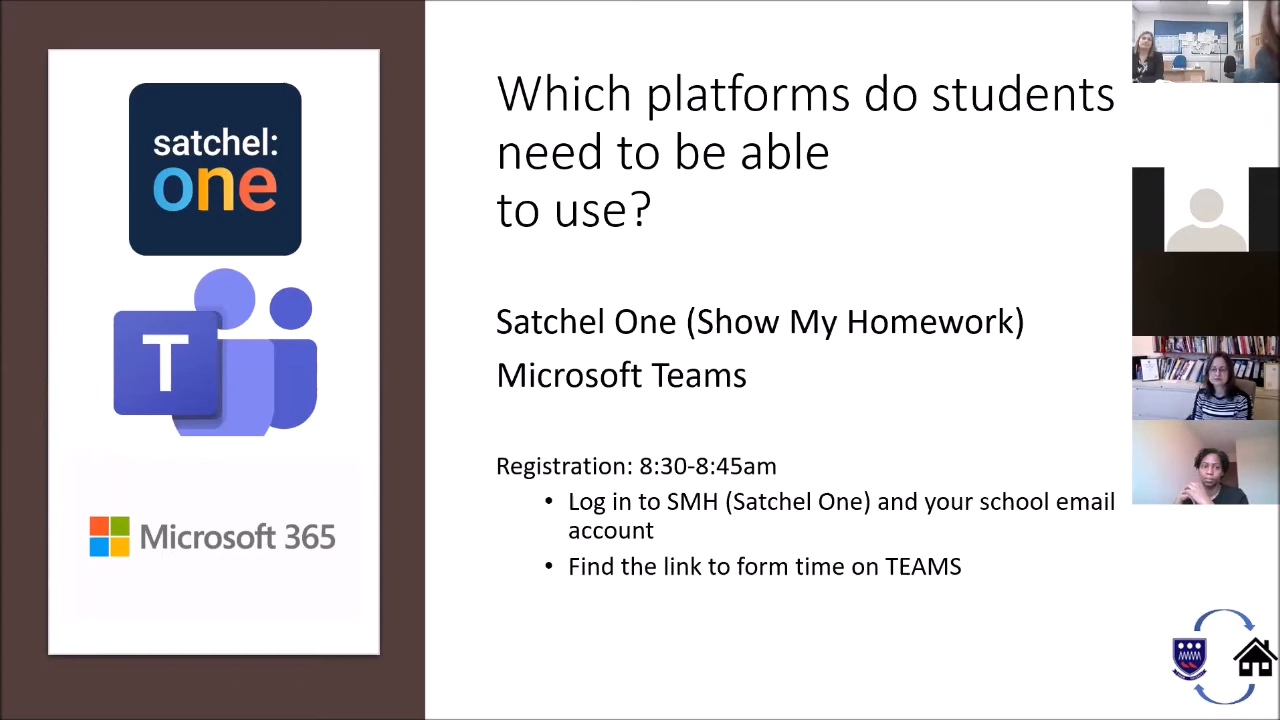 satchel:
one
T
Microsoft 365
Which platforms do students
need to be able
to use?
Satchel One (Show My Homework)
Microsoft Teams
Registration: 8:30-8:45am
• Log in to SMH (Satchel One) and your school email
account
• Find the link to form time on TEAMS